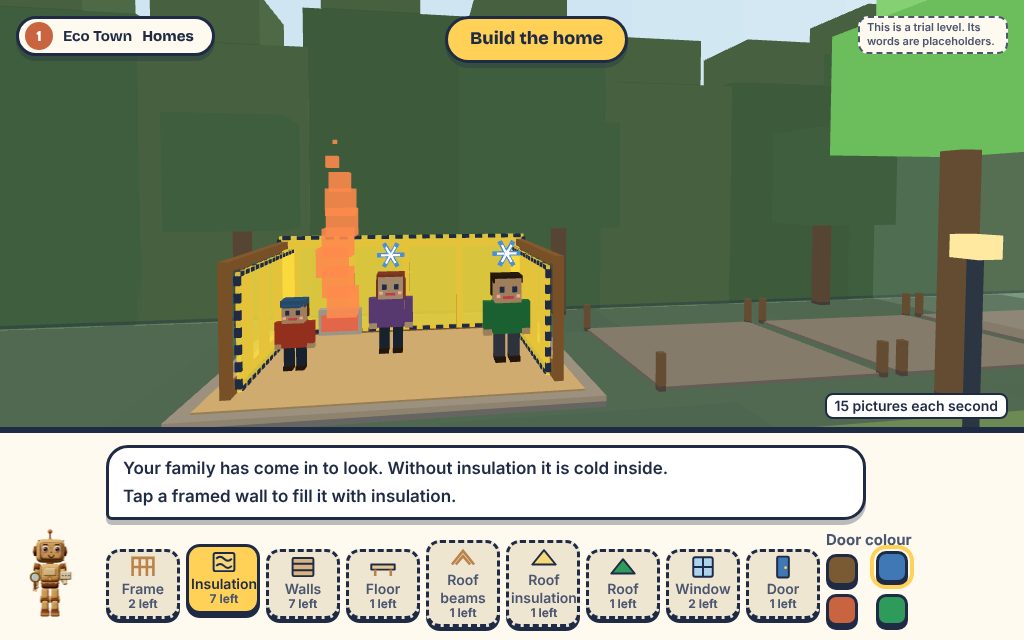 1 Eco Town Homes
Build the home
This is a trial level. Its
words are placeholders.
15 pictures each second
Your family has come in to look. Without insulation it is cold inside.
Tap a framed wall to fill it with insulation.
Frame
2 left
Insulation
7 left
Walls
7 left
Floor
1 left
Roof
beams
1 left
Roof
insulation
1 left
Roof
1 left
Window
2 left
Door
1 left
Door colour